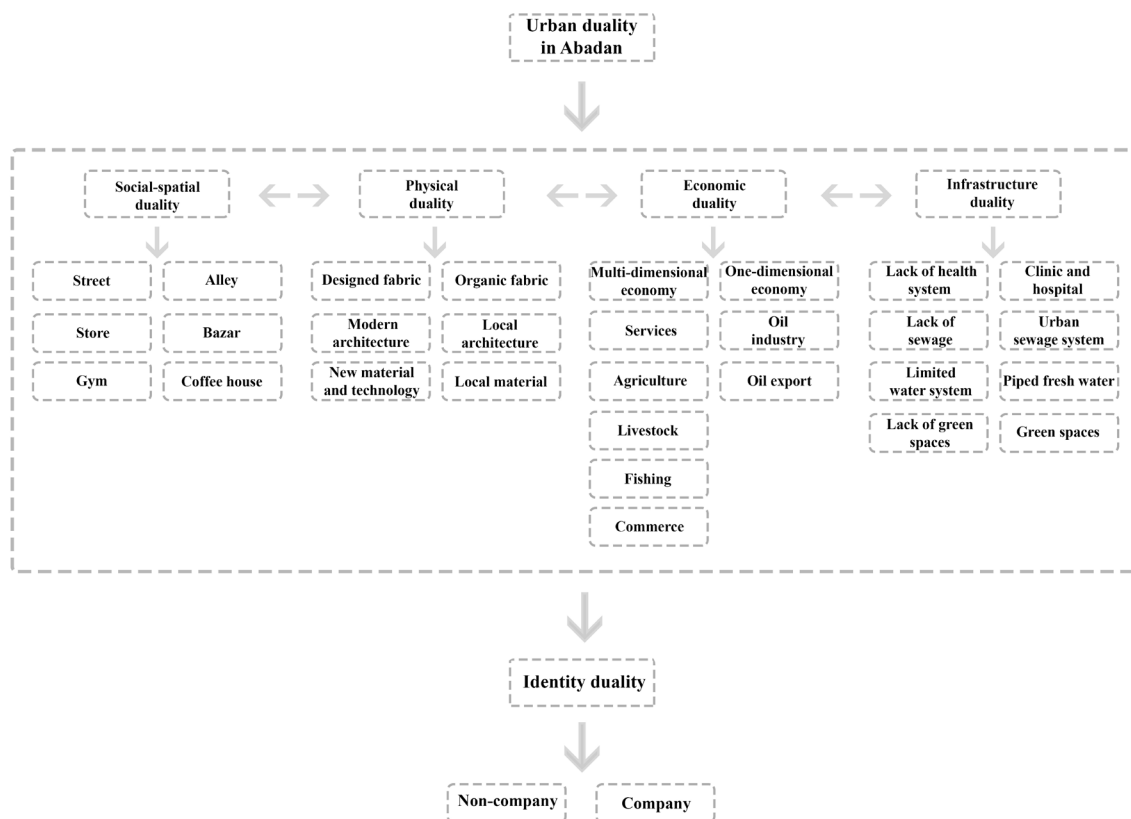 Urban duality
in Abadan
Social-spatial
duality
Physical
duality
Economic
duality
Infrastructure
duality
Street
Alley
Store
Bazar
Gym
Coffee house
Designed fabric
Organic fabric
Modern
architecture
Local
architecture
New material
and technology
Local material
Multi-dimensional
economy
One-dimensional
economy
Services
Oil
industry
Agriculture
Oil export
Livestock
Fishing
Commerce
Lack of health
system
Clinic and
hospital
Lack of
sewage
Urban
sewage system
Limited
water system
Piped fresh water
Lack of green
spaces
Green spaces
Identity duality
Non-company
Company